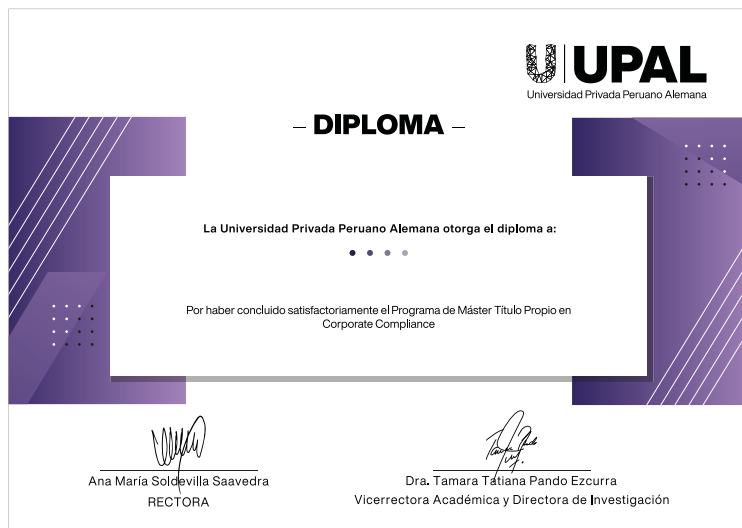 UPAL
Universidad Privada Peruano Alemana
– DIPLOMA –
La Universidad Privada Peruano Alemana otorga el diploma a:
Por haber concluido satisfactoriamente el Programa de Máster Título Propio en
Corporate Compliance
Ana María Soldevilla Saavedra
RECTORA
Dra. Tamara Tatiana Pando Ezcurra
Vicerrectora Académica y Directora de Investigación